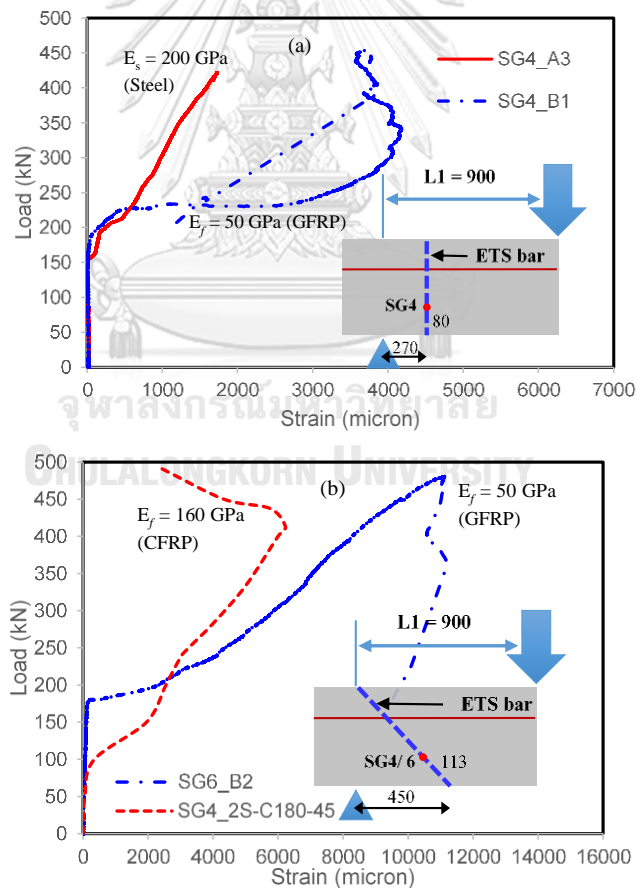 500
450
400
350
300
250
200
150
100
50
0
Load (kN)
(a)
E_s = 200 GPa
(Steel)
SG4_A3
SG4_B1
L1 = 900
E_f = 50 GPa (GFRP)
ETS bar
SG4
80
270
0 1000 2000 3000 4000 5000 6000 7000
Strain (micron)
จุฬาลงกรณ์มหาวิทยาลัย
CHULALONGKORN UNIVERSITY
500
450
400
350
300
250
200
150
100
50
0
Load (kN)
(b)
E_f = 160 GPa
(CFRP)
E_f = 50 GPa
(GFRP)
L1 = 900
ETS bar
SG4/ 6
113
450
SG6_B2
SG4_2S-C180-45
0 2000 4000 6000 8000 10000 12000 14000 16000
Strain (micron)